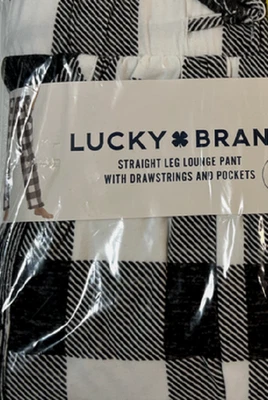 LUCKY BRAN
STRAIGHT LEG LOUNGE PANT
WITH DRAWSTRINGS AND POCKETS